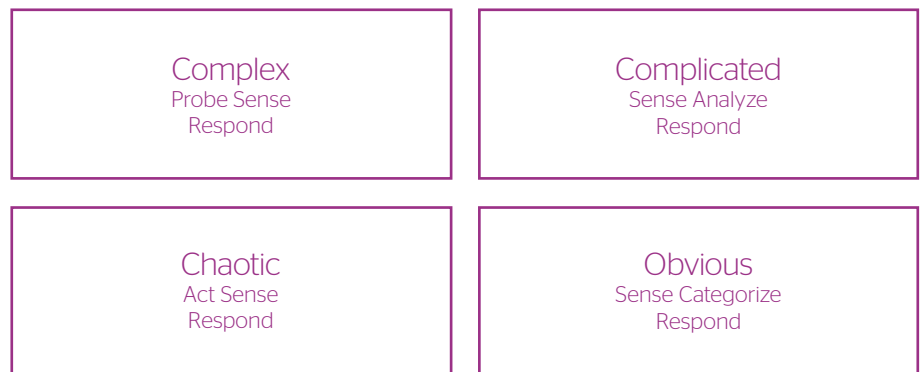 Complex
Probe Sense
Respond
Complicated
Sense Analyze
Respond
Chaotic
Act Sense
Respond
Obvious
Sense Categorize
Respond